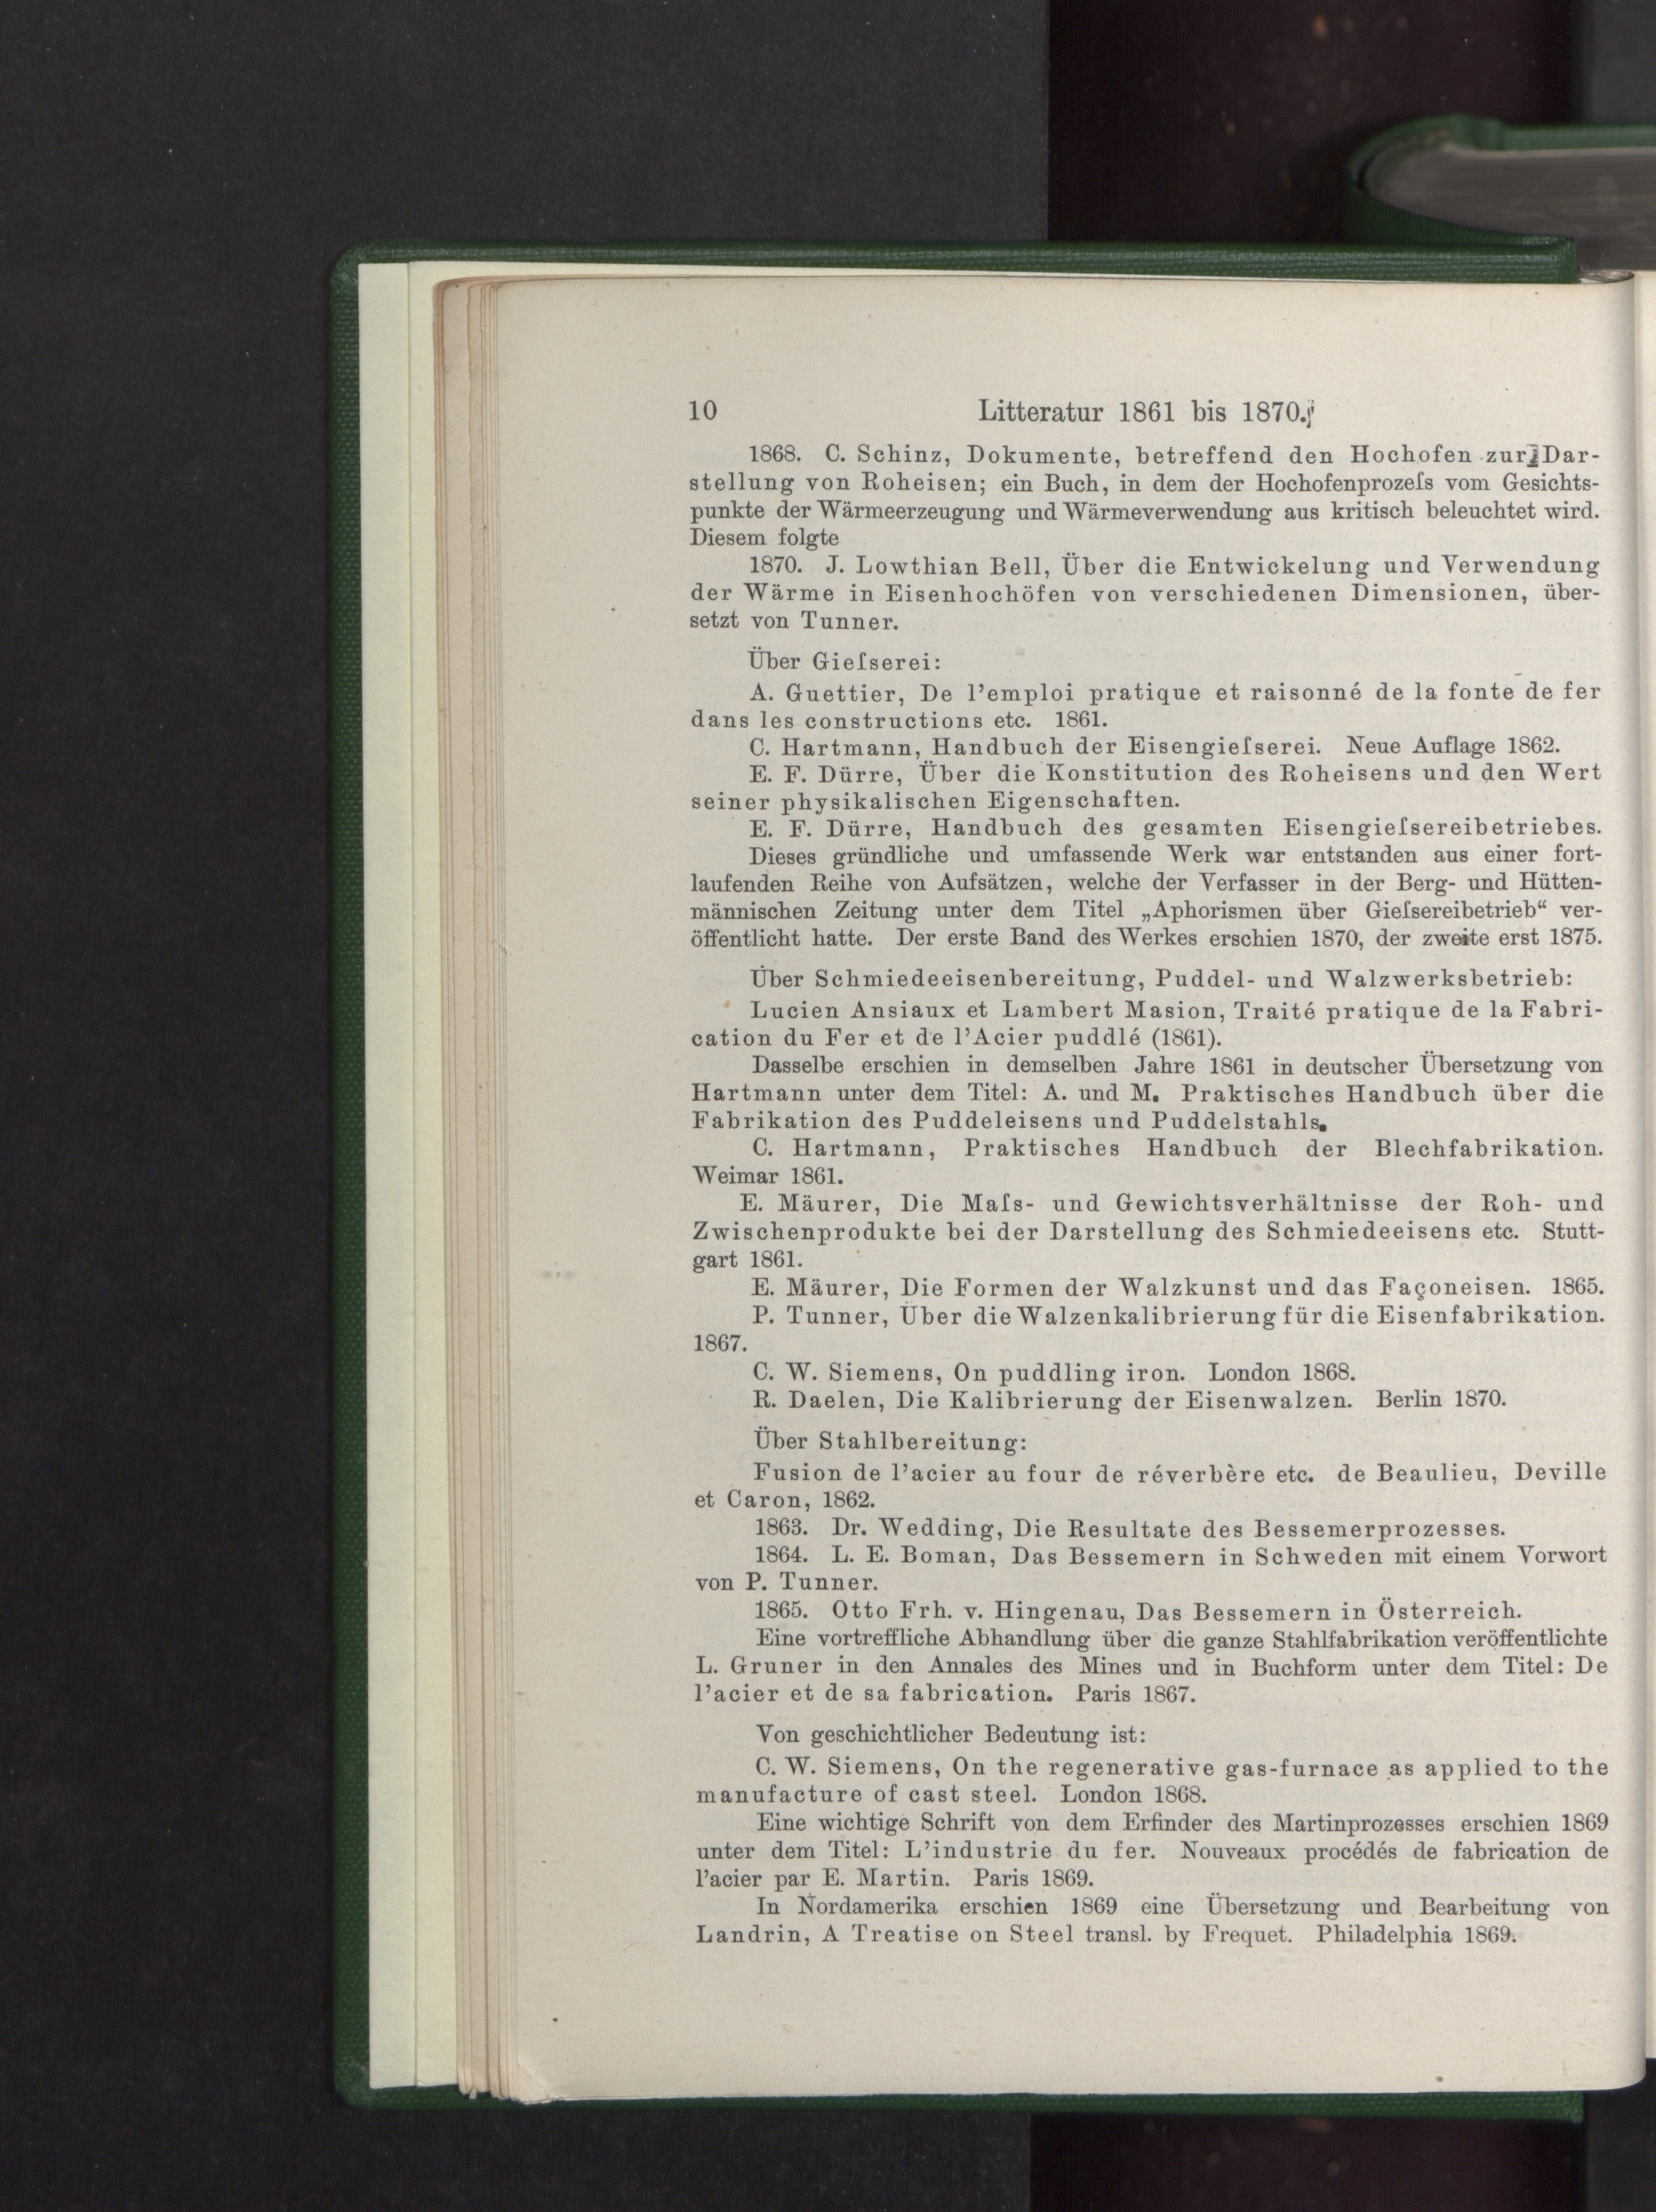 10 Litteratur 1861 bis 1870.
1868. C. Schinz, Dokumente, betreffend den Hochofen zur Dar-
stellung von Roheisen; ein Buch, in dem der Hochofenprozeſs vom Gesichts-
punkte der Wärmeerzeugung und Wärmeverwendung aus kritisch beleuchtet wird.
Diesem folgte
1870. J. Lowthian Bell, Über die Entwickelung und Verwendung
der Wärme in Eisenhochöfen von verschiedenen Dimensionen, über-
setzt von Tunner.
Über Gieſserei:
A. Guettier, De l'emploi pratique et raisonné de la fonte de fer
dans les constructions etc. 1861.
C. Hartmann, Handbuch der Eisengieſserei. Neue Auflage 1862.
E. F. Dürre, Über die Konstitution des Roheisens und den Wert
seiner physikalischen Eigenschaften.
E. F. Dürre, Handbuch des gesamten Eisengieſsereibetriebes.
Dieses gründliche und umfassende Werk war entstanden aus einer fort-
laufenden Reihe von Aufsätzen, welche der Verfasser in der Berg- und Hütten-
männischen Zeitung unter dem Titel „Aphorismen über Gieſsereibetrieb“ ver-
öffentlicht hatte. Der erste Band des Werkes erschien 1870, der zweite erst 1875.
Über Schmiedeeisenbereitung, Puddel- und Walzwerksbetrieb:
Lucien Ansiaux et Lambert Masion, Traité pratique de la Fabri-
cation du Fer et de l'Acier puddlé (1861).
Dasselbe erschien in demselben Jahre 1861 in deutscher Übersetzung von
Hartmann unter dem Titel: A. und M. Praktisches Handbuch über die
Fabrikation des Puddeleisens und Puddelstahls.
C. Hartmann, Praktisches Handbuch der Blechfabrikation.
Weimar 1861.
E. Mäurer, Die Maſs- und Gewichtsverhältnisse der Roh- und
Zwischenprodukte bei der Darstellung des Schmiedeeisens etc. Stutt-
gart 1861.
E. Mäurer, Die Formen der Walzkunst und das Façoneisen. 1865.
P. Tunner, Über die Walzenkalibrierung für die Eisenfabrikation.
1867.
C. W. Siemens, On puddling iron. London 1868.
R. Daelen, Die Kalibrierung der Eisenwalzen. Berlin 1870.
Über Stahlbereitung:
Fusion de l'acier au four de réverbère etc. de Beaulieu, Deville
et Caron, 1862.
1863. Dr. Wedding, Die Resultate des Bessemerprozesses.
1864. L. E. Boman, Das Bessemern in Schweden mit einem Vorwort
von P. Tunner.
1865. Otto Frh. v. Hingenau, Das Bessemern in Österreich.
Eine vortreffliche Abhandlung über die ganze Stahlfabrikation veröffentlichte
L. Gruner in den Annales des Mines und in Buchform unter dem Titel: De
l'acier et de sa fabrication. Paris 1867.
Von geschichtlicher Bedeutung ist:
C. W. Siemens, On the regenerative gas-furnace as applied to the
manufacture of cast steel. London 1868.
Eine wichtige Schrift von dem Erfinder des Martinprozesses erschien 1869
unter dem Titel: L'industrie du fer. Nouveaux procédés de fabrication de
l'acier par E. Martin. Paris 1869.
In Nordamerika erschien 1869 eine Übersetzung und Bearbeitung von
Landrin, A Treatise on Steel transl. by Frequet. Philadelphia 1869.